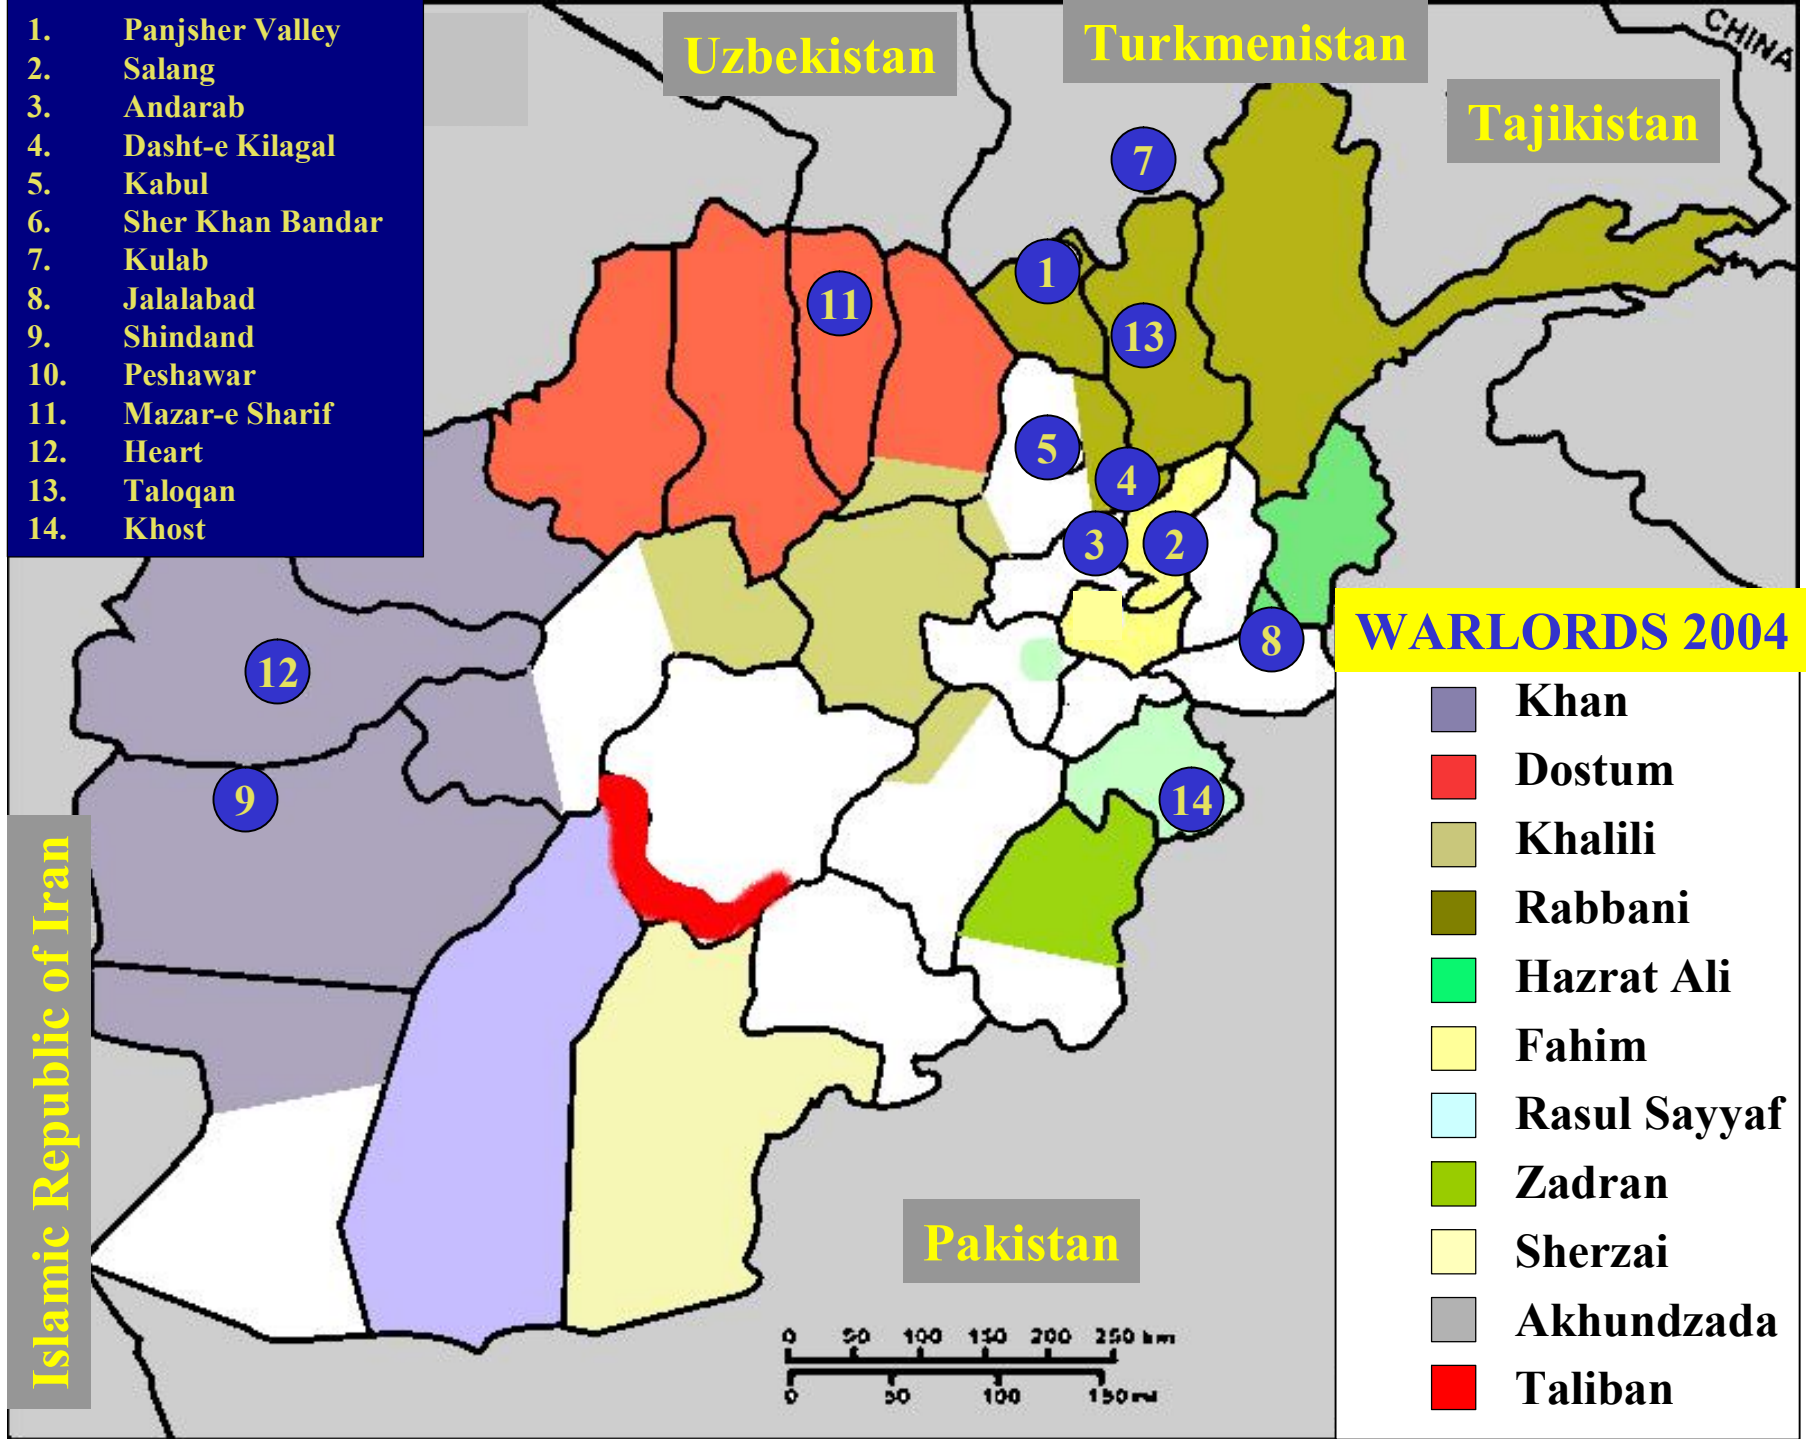 1. Panjsher Valley
2. Salang
3. Andarab
4. Dasht-e Kilagal
5. Kabul
6. Sher Khan Bandar
7. Kulab
8. Jalalabad
9. Shindand
10. Peshawar
11. Mazar-e Sharif
12. Heart
13. Taloqan
14. Khost
Uzbekistan
Turkmenistan
Tajikistan
CHINA
7
1
11
13
5
4
3
2
8
12
9
14
Islamic Republic of Iran
Pakistan
0 50 100 150 200 250 km
0 50 100 150 mi
WARLORDS 2004
Khan
Dostum
Khalili
Rabbani
Hazrat Ali
Fahim
Rasul Sayyaf
Zadran
Sherzai
Akhundzada
Taliban